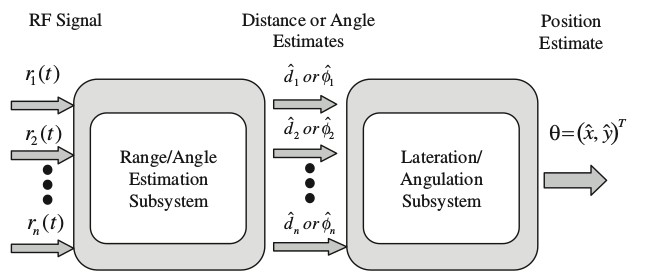 RF Signal
Distance or Angle
Estimates
Position
Estimate
r₁(t)
r₂(t)
rₙ(t)
Range/Angle
Estimation
Subsystem
d̂₁ or ϕ̂₁
d̂₂ or ϕ̂₂
d̂ₙ or ϕ̂ₙ
Lateration/
Angulation
Subsystem
θ=(x̂, ŷ)ᵀ